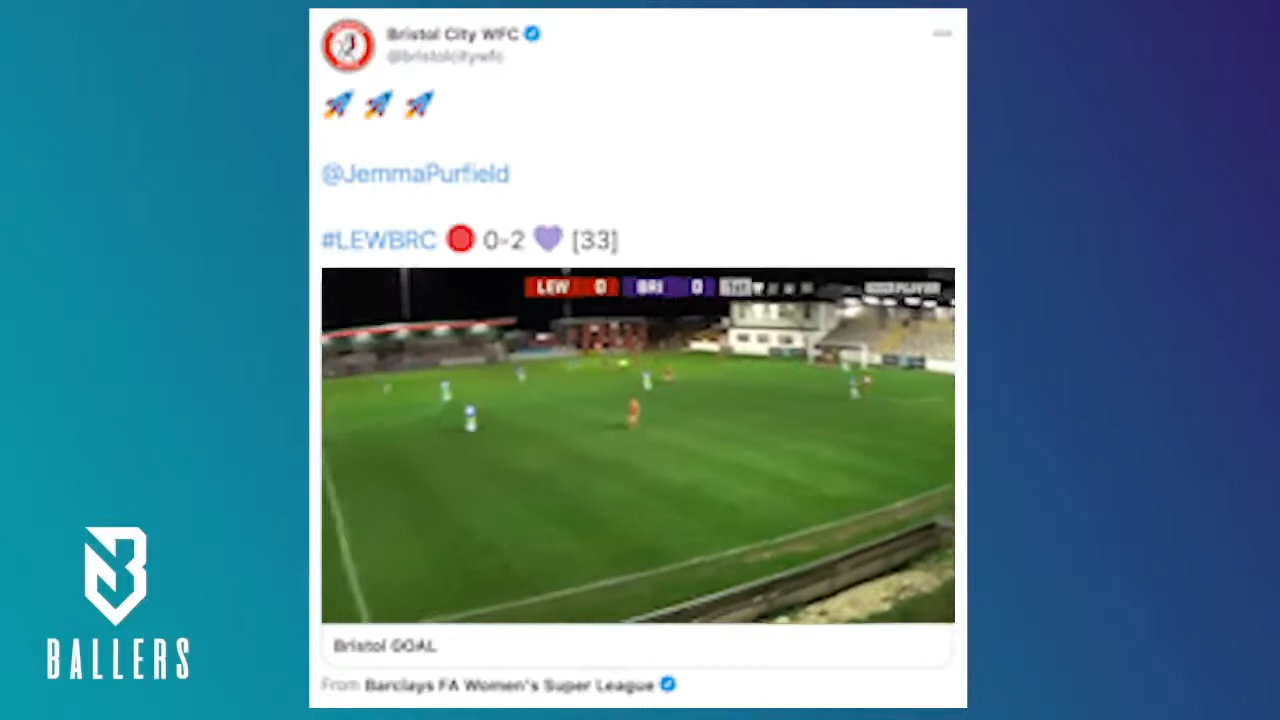 Bristol City WFC
@bristolcitywfc
@JemmaPurfield
#LEWBRC 0-2 [33]
LEW 0 BRI 0 1st
Bristol GOAL
From Barclays FA Women's Super League
BALLERS